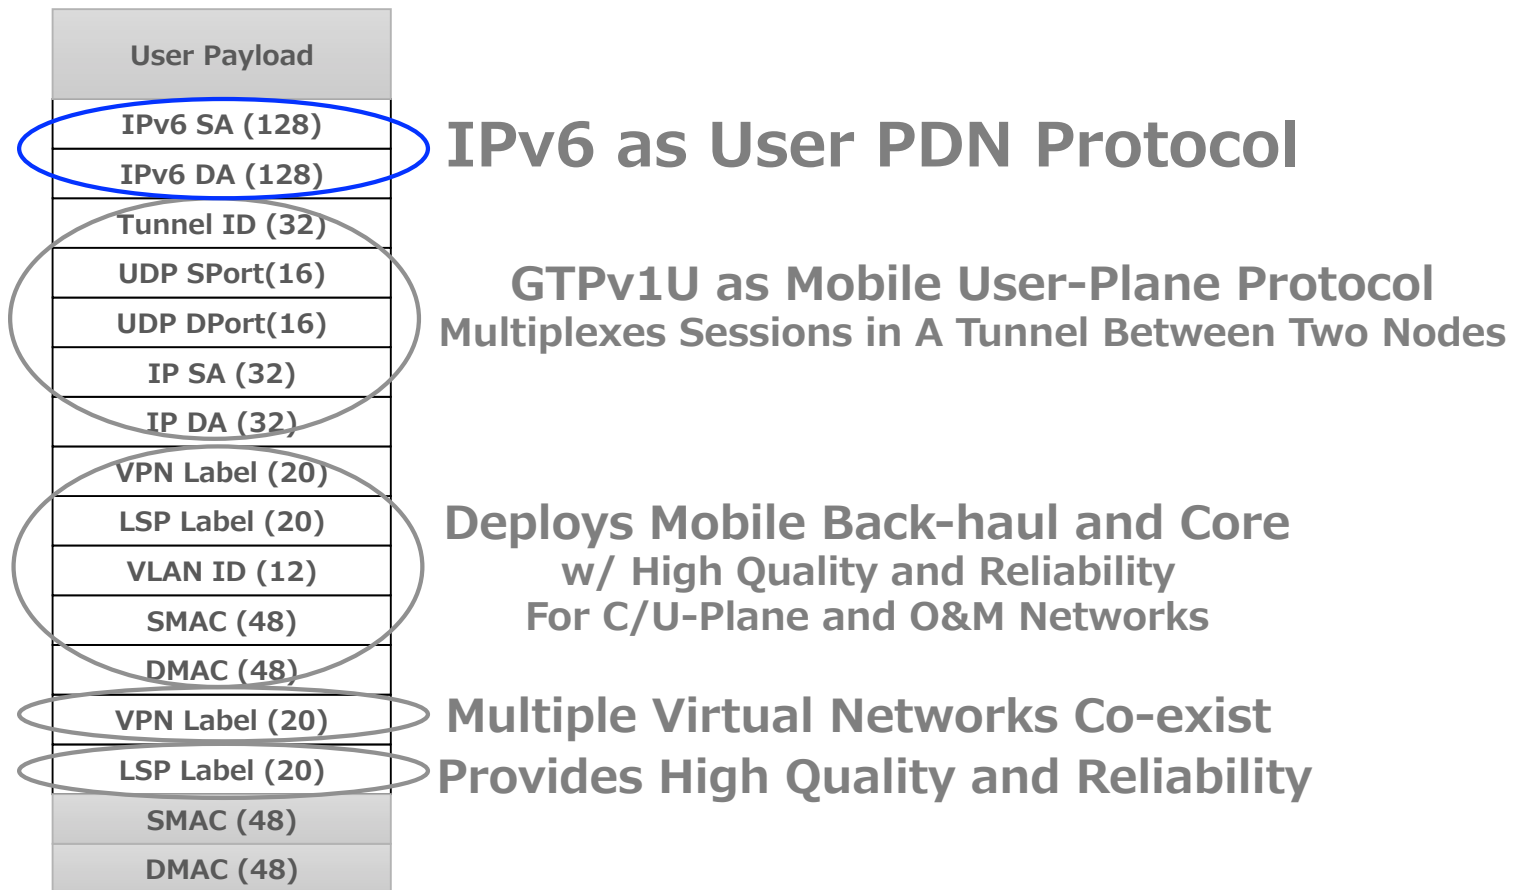 User Payload
IPv6 SA (128)
IPv6 DA (128)
IPv6 as User PDN Protocol
Tunnel ID (32)
UDP SPort(16)
UDP DPort(16)
IP SA (32)
IP DA (32)
GTPv1U as Mobile User-Plane Protocol
Multiplexes Sessions in A Tunnel Between Two Nodes
VPN Label (20)
LSP Label (20)
VLAN ID (12)
SMAC (48)
DMAC (48)
Deploys Mobile Back-haul and Core
w/ High Quality and Reliability
For C/U-Plane and O&M Networks
VPN Label (20)
Multiple Virtual Networks Co-exist
LSP Label (20)
Provides High Quality and Reliability
SMAC (48)
DMAC (48)